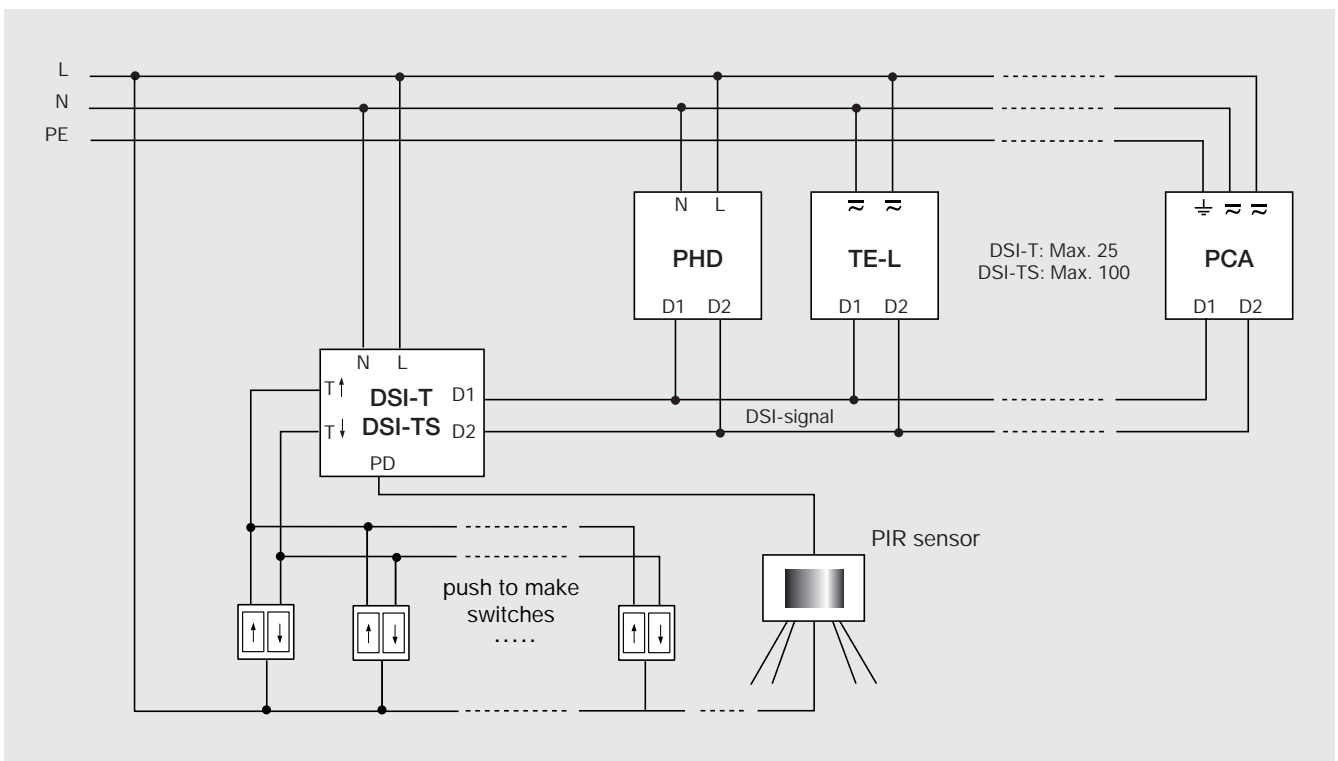 L
N
PE
N L
≂ ≂
⏚ ≂ ≂
PHD
TE-L
DSI-T: Max. 25
DSI-TS: Max. 100
PCA
D1 D2
D1 D2
D1 D2
N L
T↑
DSI-T
D1
T↓
DSI-TS
D2
PD
DSI-signal
PIR sensor
push to make
switches
.....
↑ ↓
↑ ↓
↑ ↓